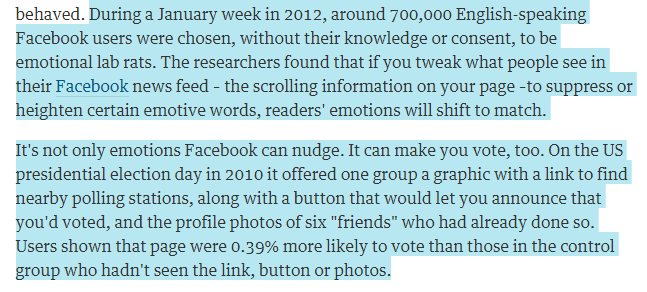 behaved. During a January week in 2012, around 700,000 English-speaking
Facebook users were chosen, without their knowledge or consent, to be
emotional lab rats. The researchers found that if you tweak what people see in
their Facebook news feed - the scrolling information on your page -to suppress or
heighten certain emotive words, readers' emotions will shift to match.
It's not only emotions Facebook can nudge. It can make you vote, too. On the US
presidential election day in 2010 it offered one group a graphic with a link to find
nearby polling stations, along with a button that would let you announce that
you'd voted, and the profile photos of six "friends" who had already done so.
Users shown that page were 0.39% more likely to vote than those in the control
group who hadn't seen the link, button or photos.